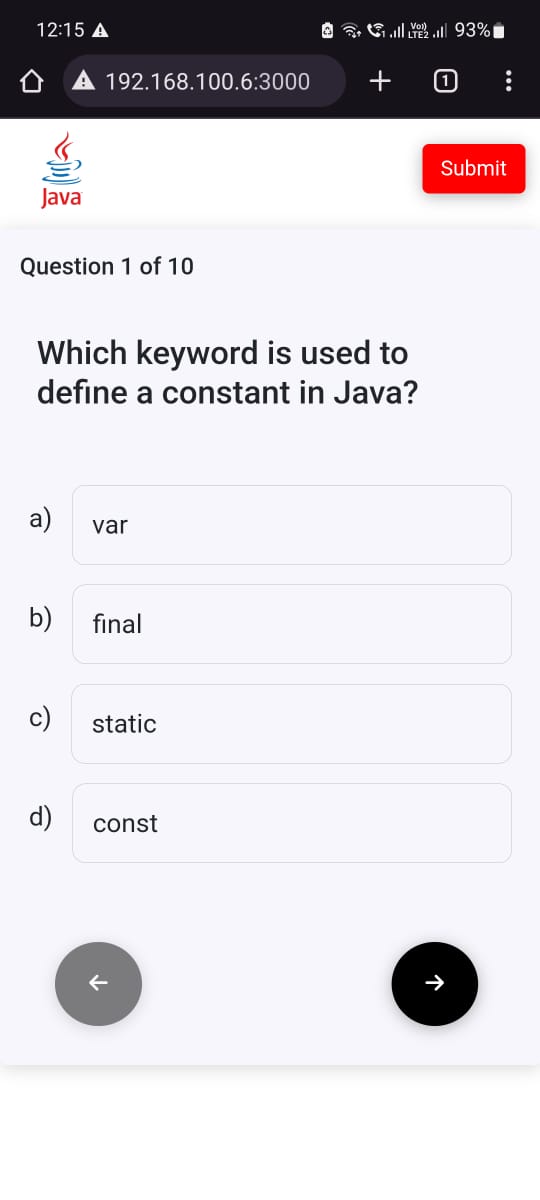 12:15
Vo)) LTE2 93%
192.168.100.6:3000
1
Java
Submit
Question 1 of 10
Which keyword is used to
define a constant in Java?
a) var
b) final
c) static
d) const